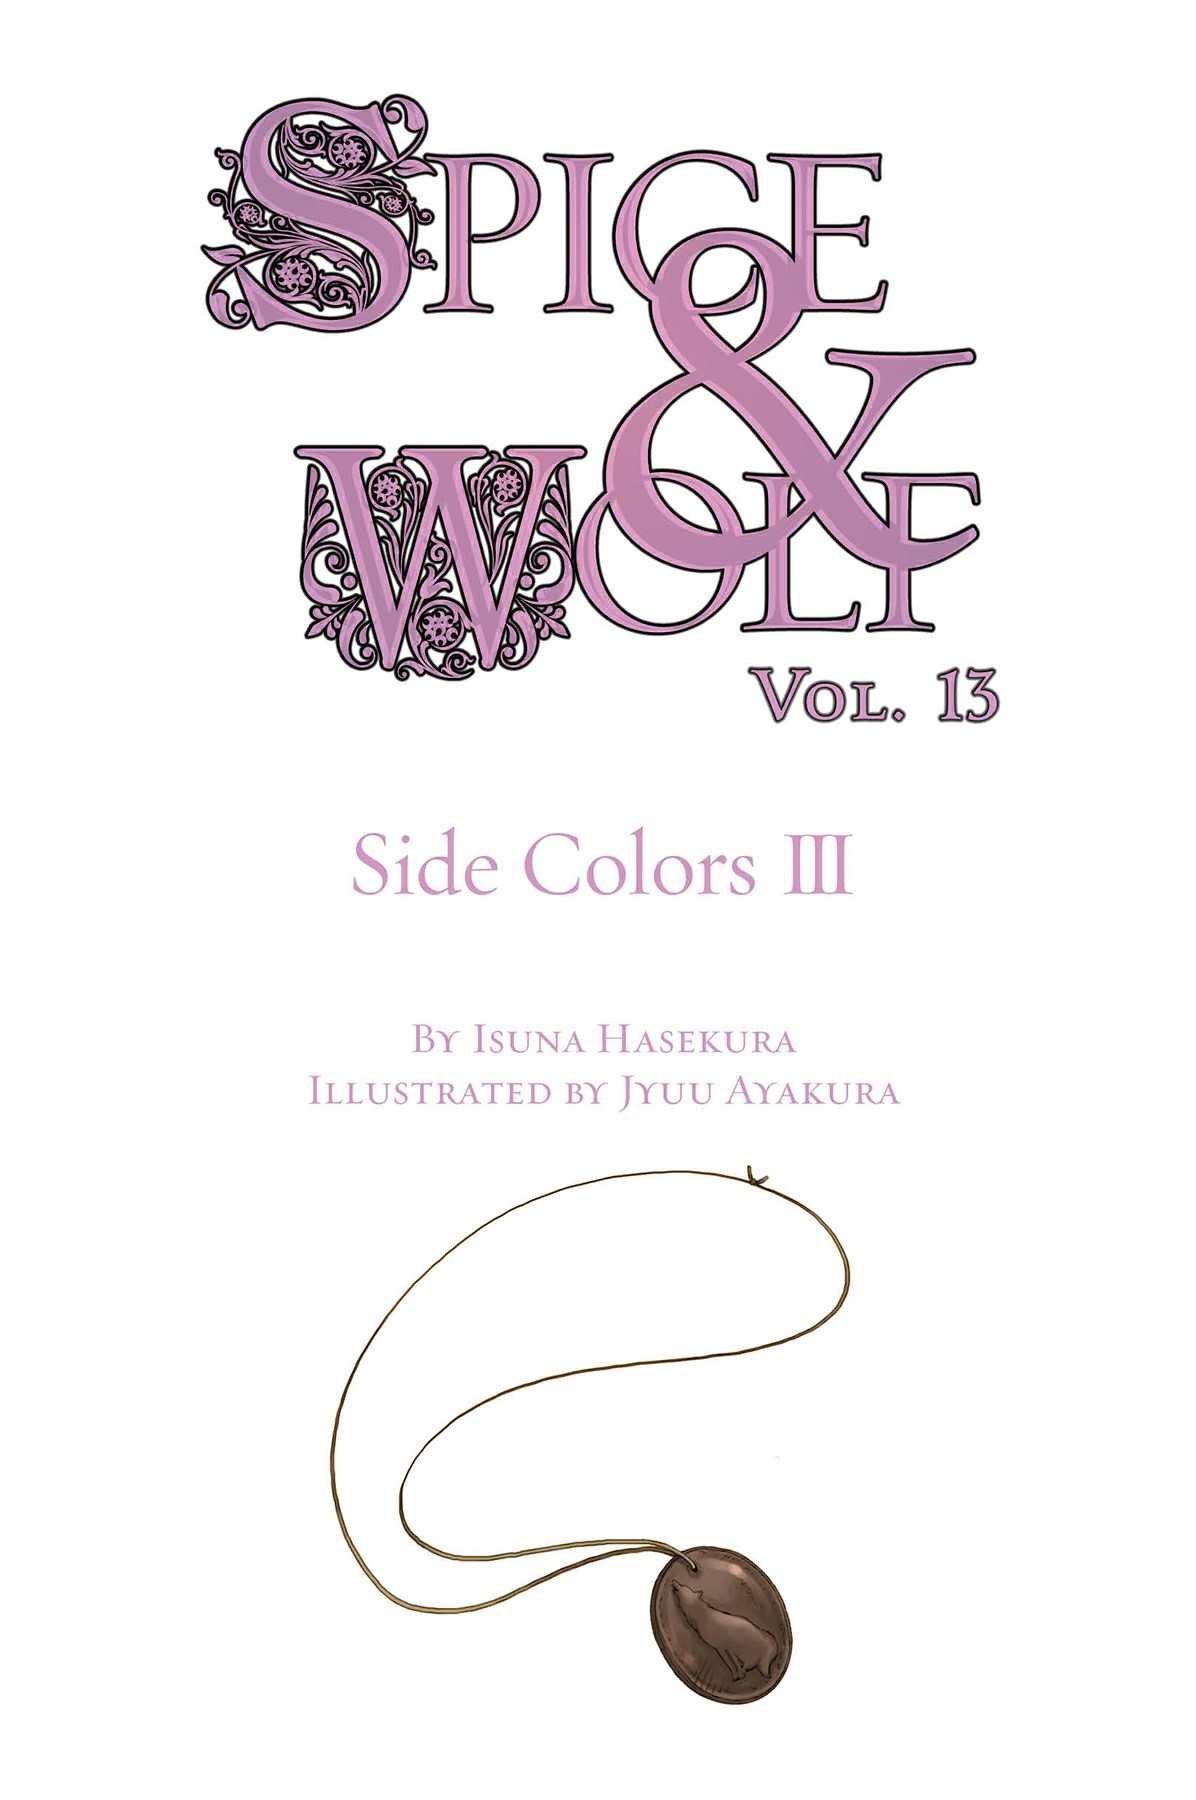 SPICE
&
WOLF
VOL. 13
Side Colors III
BY ISUNA HASEKURA
ILLUSTRATED BY JYUU AYAKURA